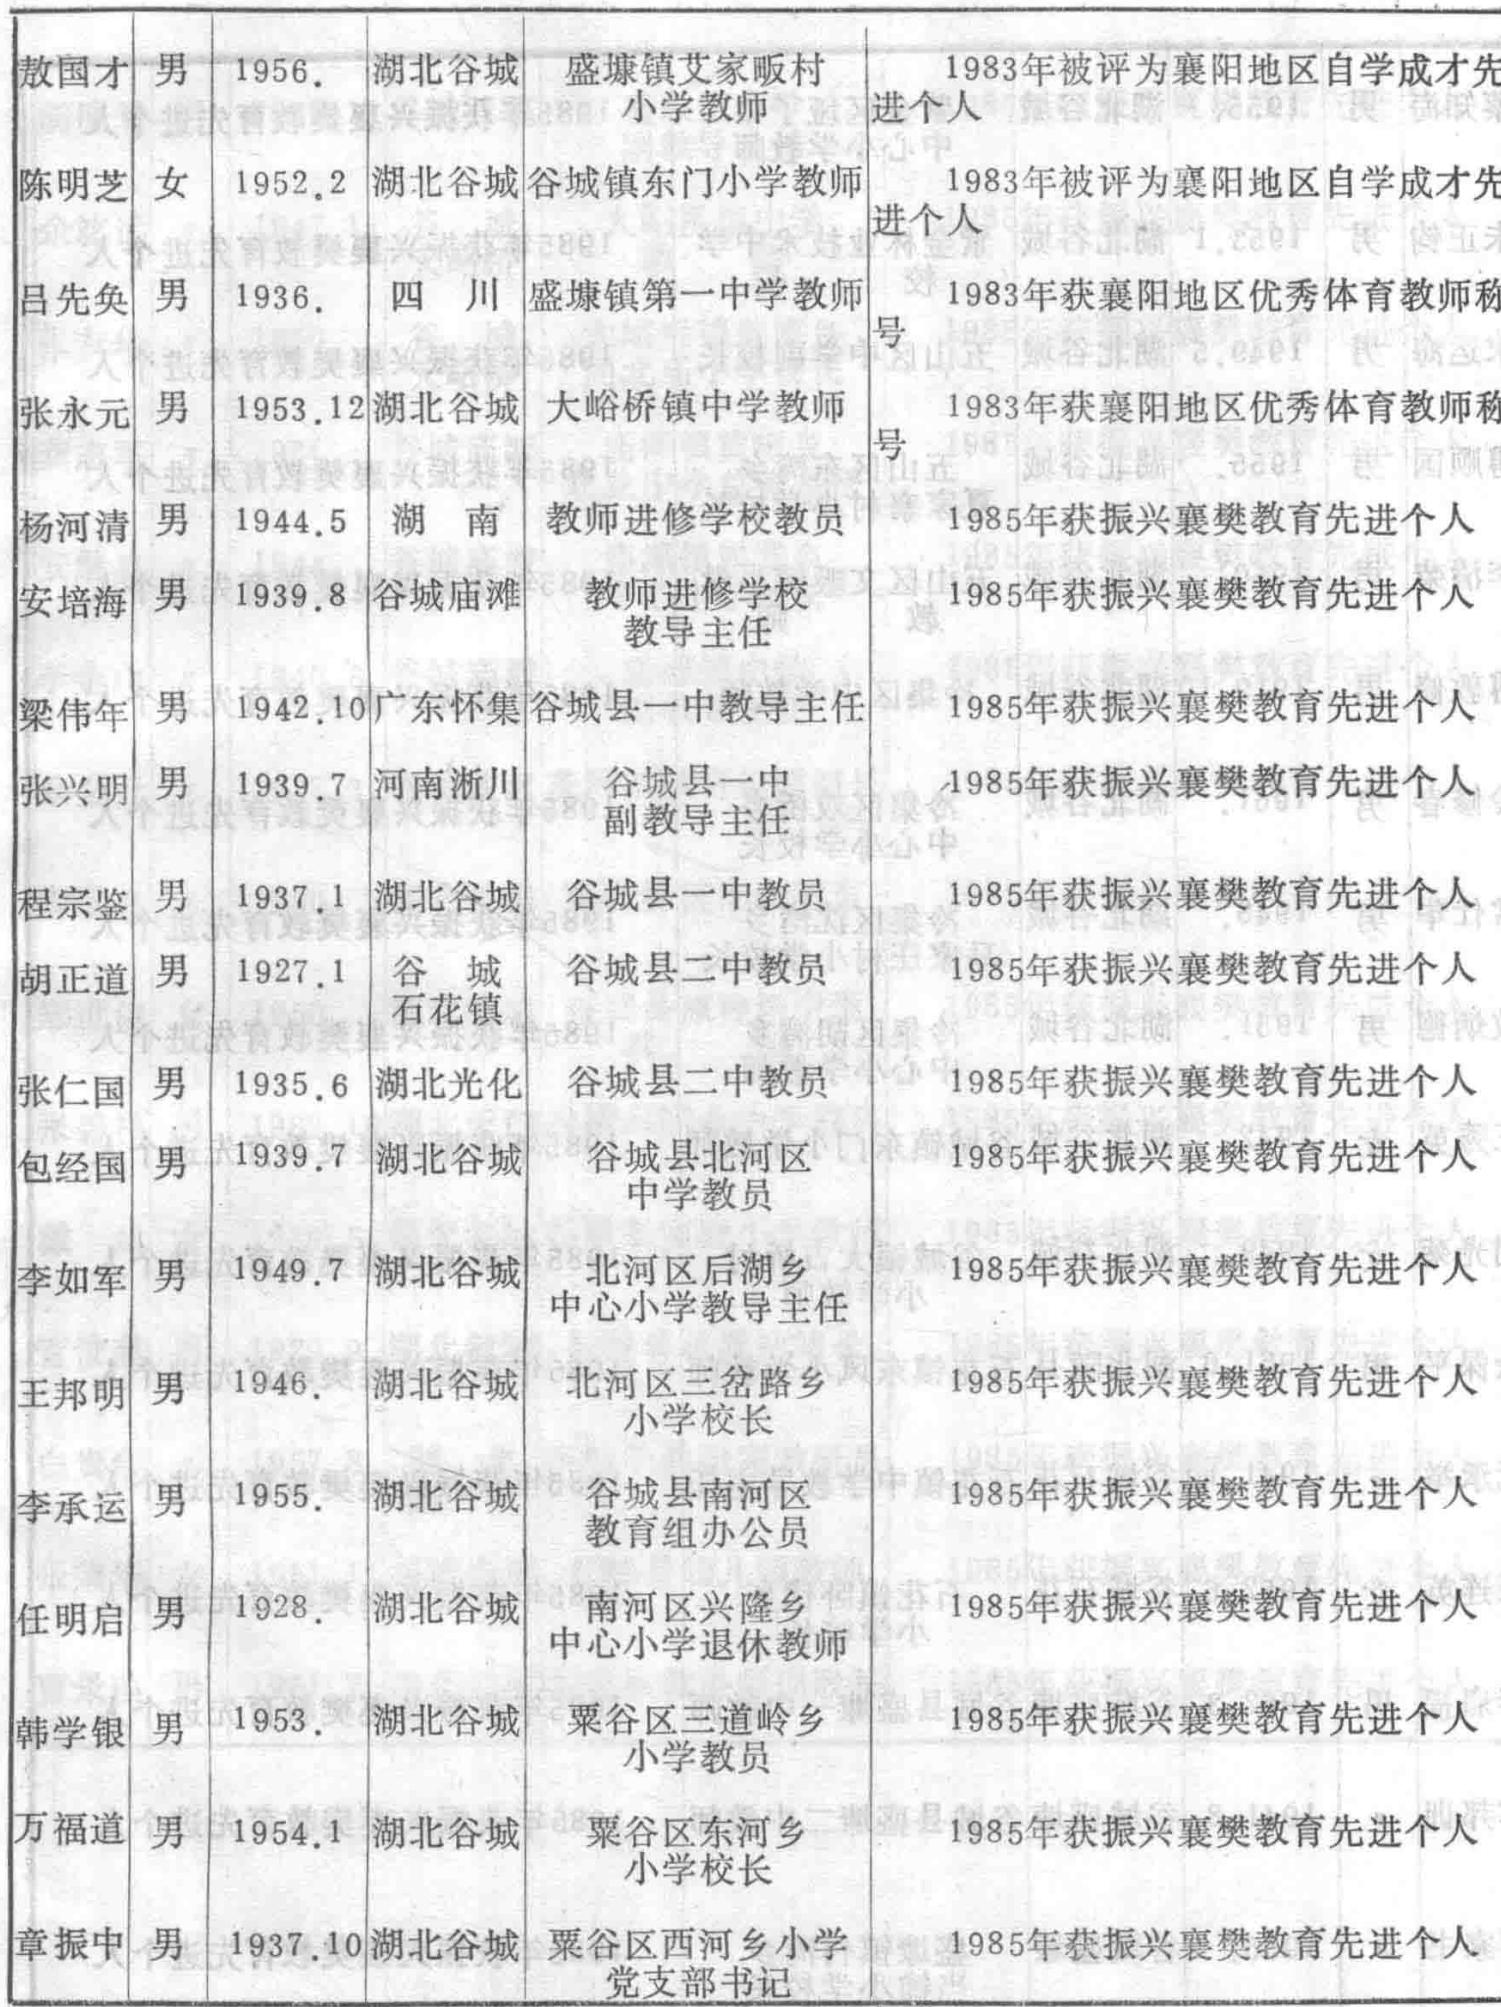 敖国才 男 1956. 湖北谷城 盛㙍镇艾家畈村 1983年被评为襄阳地区自学成才先
小学教师 进个人
陈明芝 女 1952.2 湖北谷城 谷城镇东门小学教师 1983年被评为襄阳地区自学成才先
进个人
吕先奂 男 1936. 四 川 盛㙍镇第一中学教师 1983年获襄阳地区优秀体育教师称
号
张永元 男 1953.12 湖北谷城 大峪桥镇中学教师 1983年获襄阳地区优秀体育教师称
号
杨河清 男 1944.5 湖 南 教师进修学校教员 1985年获振兴襄樊教育先进个人
安培海 男 1939.8 谷城庙滩 教师进修学校 1985年获振兴襄樊教育先进个人
教导主任
梁伟年 男 1942.10 广东怀集 谷城县一中教导主任 1985年获振兴襄樊教育先进个人
张兴明 男 1939.7 河南淅川 谷城县一中 1985年获振兴襄樊教育先进个人
副教导主任
程宗鉴 男 1937.1 湖北谷城 谷城县一中教员 1985年获振兴襄樊教育先进个人
胡正道 男 1927.1 谷 城 谷城县二中教员 1985年获振兴襄樊教育先进个人
石花镇
张仁国 男 1935.6 湖北光化 谷城县二中教员 1985年获振兴襄樊教育先进个人
包经国 男 1939.7 湖北谷城 谷城县北河区 1985年获振兴襄樊教育先进个人
中学教员
李如军 男 1949.7 湖北谷城 北河区后湖乡 1985年获振兴襄樊教育先进个人
中心小学教导主任
王邦明 男 1946. 湖北谷城 北河区三岔路乡 1985年获振兴襄樊教育先进个人
小学校长
李承运 男 1955. 湖北谷城 谷城县南河区 1985年获振兴襄樊教育先进个人
教育组办公员
任明启 男 1928. 湖北谷城 南河区兴隆乡 1985年获振兴襄樊教育先进个人
中心小学退休教师
韩学银 男 1953. 湖北谷城 粟谷区三道岭乡 1985年获振兴襄樊教育先进个人
小学教员
万福道 男 1954.1 湖北谷城 粟谷区东河乡 1985年获振兴襄樊教育先进个人
小学校长
章振中 男 1937.10 湖北谷城 粟谷区西河乡小学 1985年获振兴襄樊教育先进个人
党支部书记